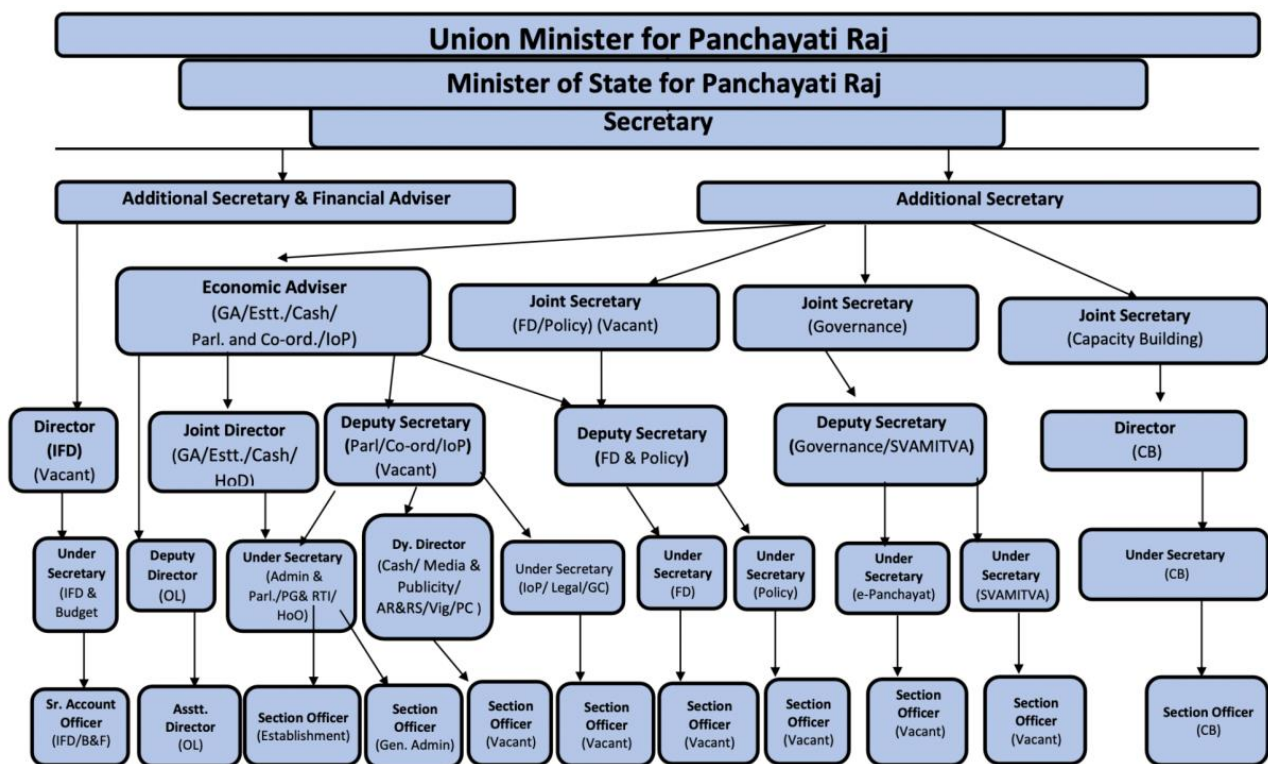 Union Minister for Panchayati Raj
Minister of State for Panchayati Raj
Secretary
Additional Secretary & Financial Adviser
Additional Secretary
Economic Adviser
(GA/Estt./Cash/
Parl. and Co-ord./IoP)
Joint Secretary
(FD/Policy) (Vacant)
Joint Secretary
(Governance)
Joint Secretary
(Capacity Building)
Director
(IFD)
(Vacant)
Joint Director
(GA/Estt./Cash/
HoD)
Deputy Secretary
(Parl/Co-ord/IoP)
(Vacant)
Deputy Secretary
(FD & Policy)
Deputy Secretary
(Governance/SVAMITVA)
Director
(CB)
Under
Secretary
(IFD &
Budget
Deputy
Director
(OL)
Under Secretary
(Admin &
Parl./PG& RTI/
HoO)
Dy. Director
(Cash/ Media &
Publicity/
AR&RS/Vig/PC )
Under Secretary
(IoP/ Legal/GC)
Under
Secretary
(FD)
Under
Secretary
(Policy)
Under
Secretary
(e-Panchayat)
Under
Secretary
(SVAMITVA)
Under Secretary
(CB)
Sr. Account
Officer
(IFD/B&F)
Asstt.
Director
(OL)
Section Officer
(Establishment)
Section
Officer
(Gen. Admin)
Section
Officer
(Vacant)
Section
Officer
(Vacant)
Section
Officer
(Vacant)
Section
Officer
(Vacant)
Section
Officer
(Vacant)
Section
Officer
(Vacant)
Section Officer
(CB)